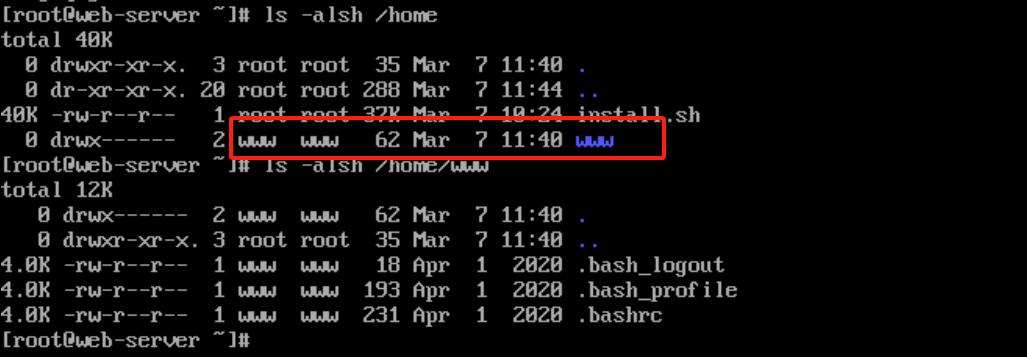 [root@web-server ~]# ls -alsh /home
total 40K
  0 drwxr-xr-x.  3 root root  35 Mar  7 11:40 .
  0 dr-xr-xr-x. 20 root root 288 Mar  7 11:44 ..
40K -rw-r--r--   1 root root 37K Mar  7 10:24 install.sh
  0 drwx------   2 www  www   62 Mar  7 11:40 www
[root@web-server ~]# ls -alsh /home/www
total 12K
   0 drwx------  2 www  www   62 Mar  7 11:40 .
   0 drwxr-xr-x. 3 root root  35 Mar  7 11:40 ..
4.0K -rw-r--r--  1 www  www   18 Apr  1  2020 .bash_logout
4.0K -rw-r--r--  1 www  www  193 Apr  1  2020 .bash_profile
4.0K -rw-r--r--  1 www  www  231 Apr  1  2020 .bashrc
[root@web-server ~]#